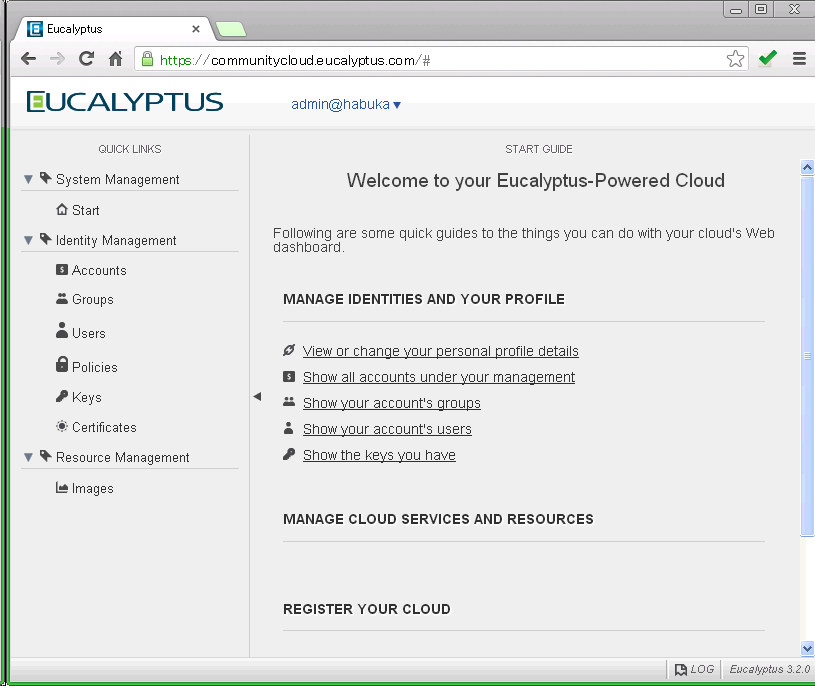 Eucalyptus
https://communitycloud.eucalyptus.com/#
EUCALYPTUS
admin@habuka
QUICK LINKS
System Management
Start
Identity Management
Accounts
Groups
Users
Policies
Keys
Certificates
Resource Management
Images
START GUIDE
Welcome to your Eucalyptus-Powered Cloud
Following are some quick guides to the things you can do with your cloud's Web
dashboard.
MANAGE IDENTITIES AND YOUR PROFILE
View or change your personal profile details
Show all accounts under your management
Show your account's groups
Show your account's users
Show the keys you have
MANAGE CLOUD SERVICES AND RESOURCES
REGISTER YOUR CLOUD
LOG
Eucalyptus 3.2.0